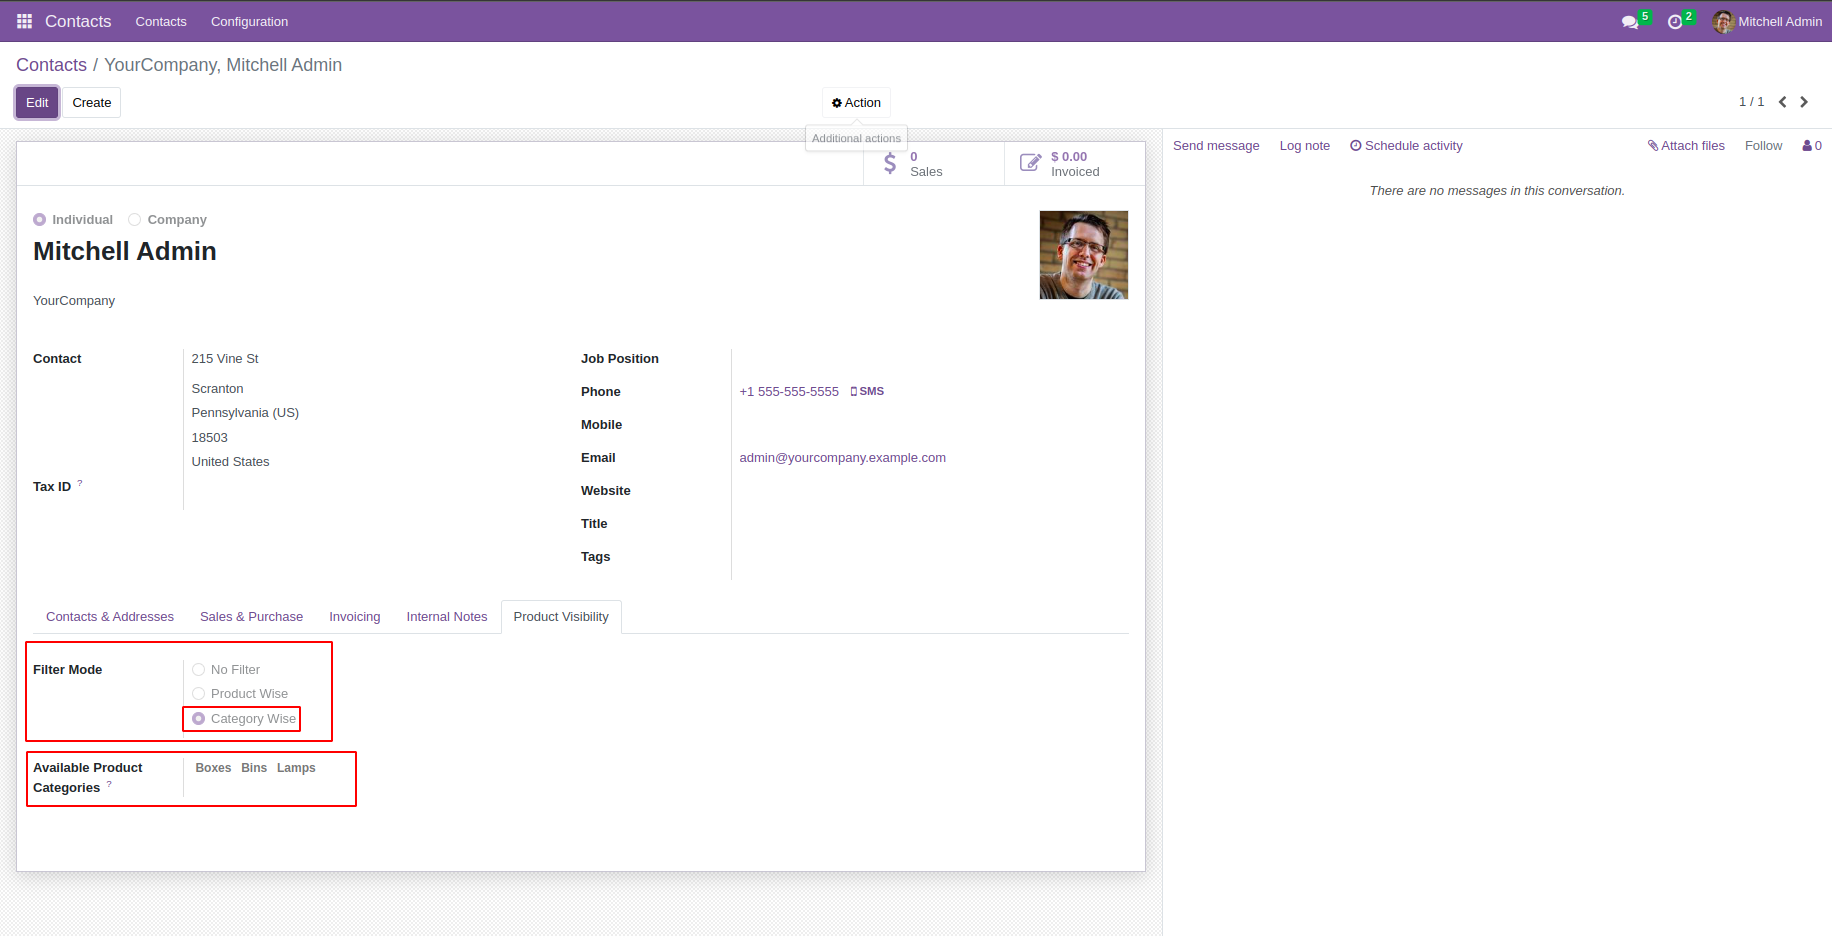 Contacts Contacts Configuration 5 2 Mitchell Admin
Contacts / YourCompany, Mitchell Admin
Edit Create Action 1 / 1
Additional actions
0
Sales
$ 0.00
Invoiced
Send message Log note Schedule activity Attach files Follow 0
There are no messages in this conversation.
Individual Company
Mitchell Admin
YourCompany
Contact 215 Vine St
Scranton
Pennsylvania (US)
18503
United States
Tax ID ?
Job Position
Phone +1 555-555-5555 SMS
Mobile
Email admin@yourcompany.example.com
Website
Title
Tags
Contacts & Addresses Sales & Purchase Invoicing Internal Notes Product Visibility
Filter Mode No Filter
Product Wise
Category Wise
Available Product Boxes Bins Lamps
Categories ?